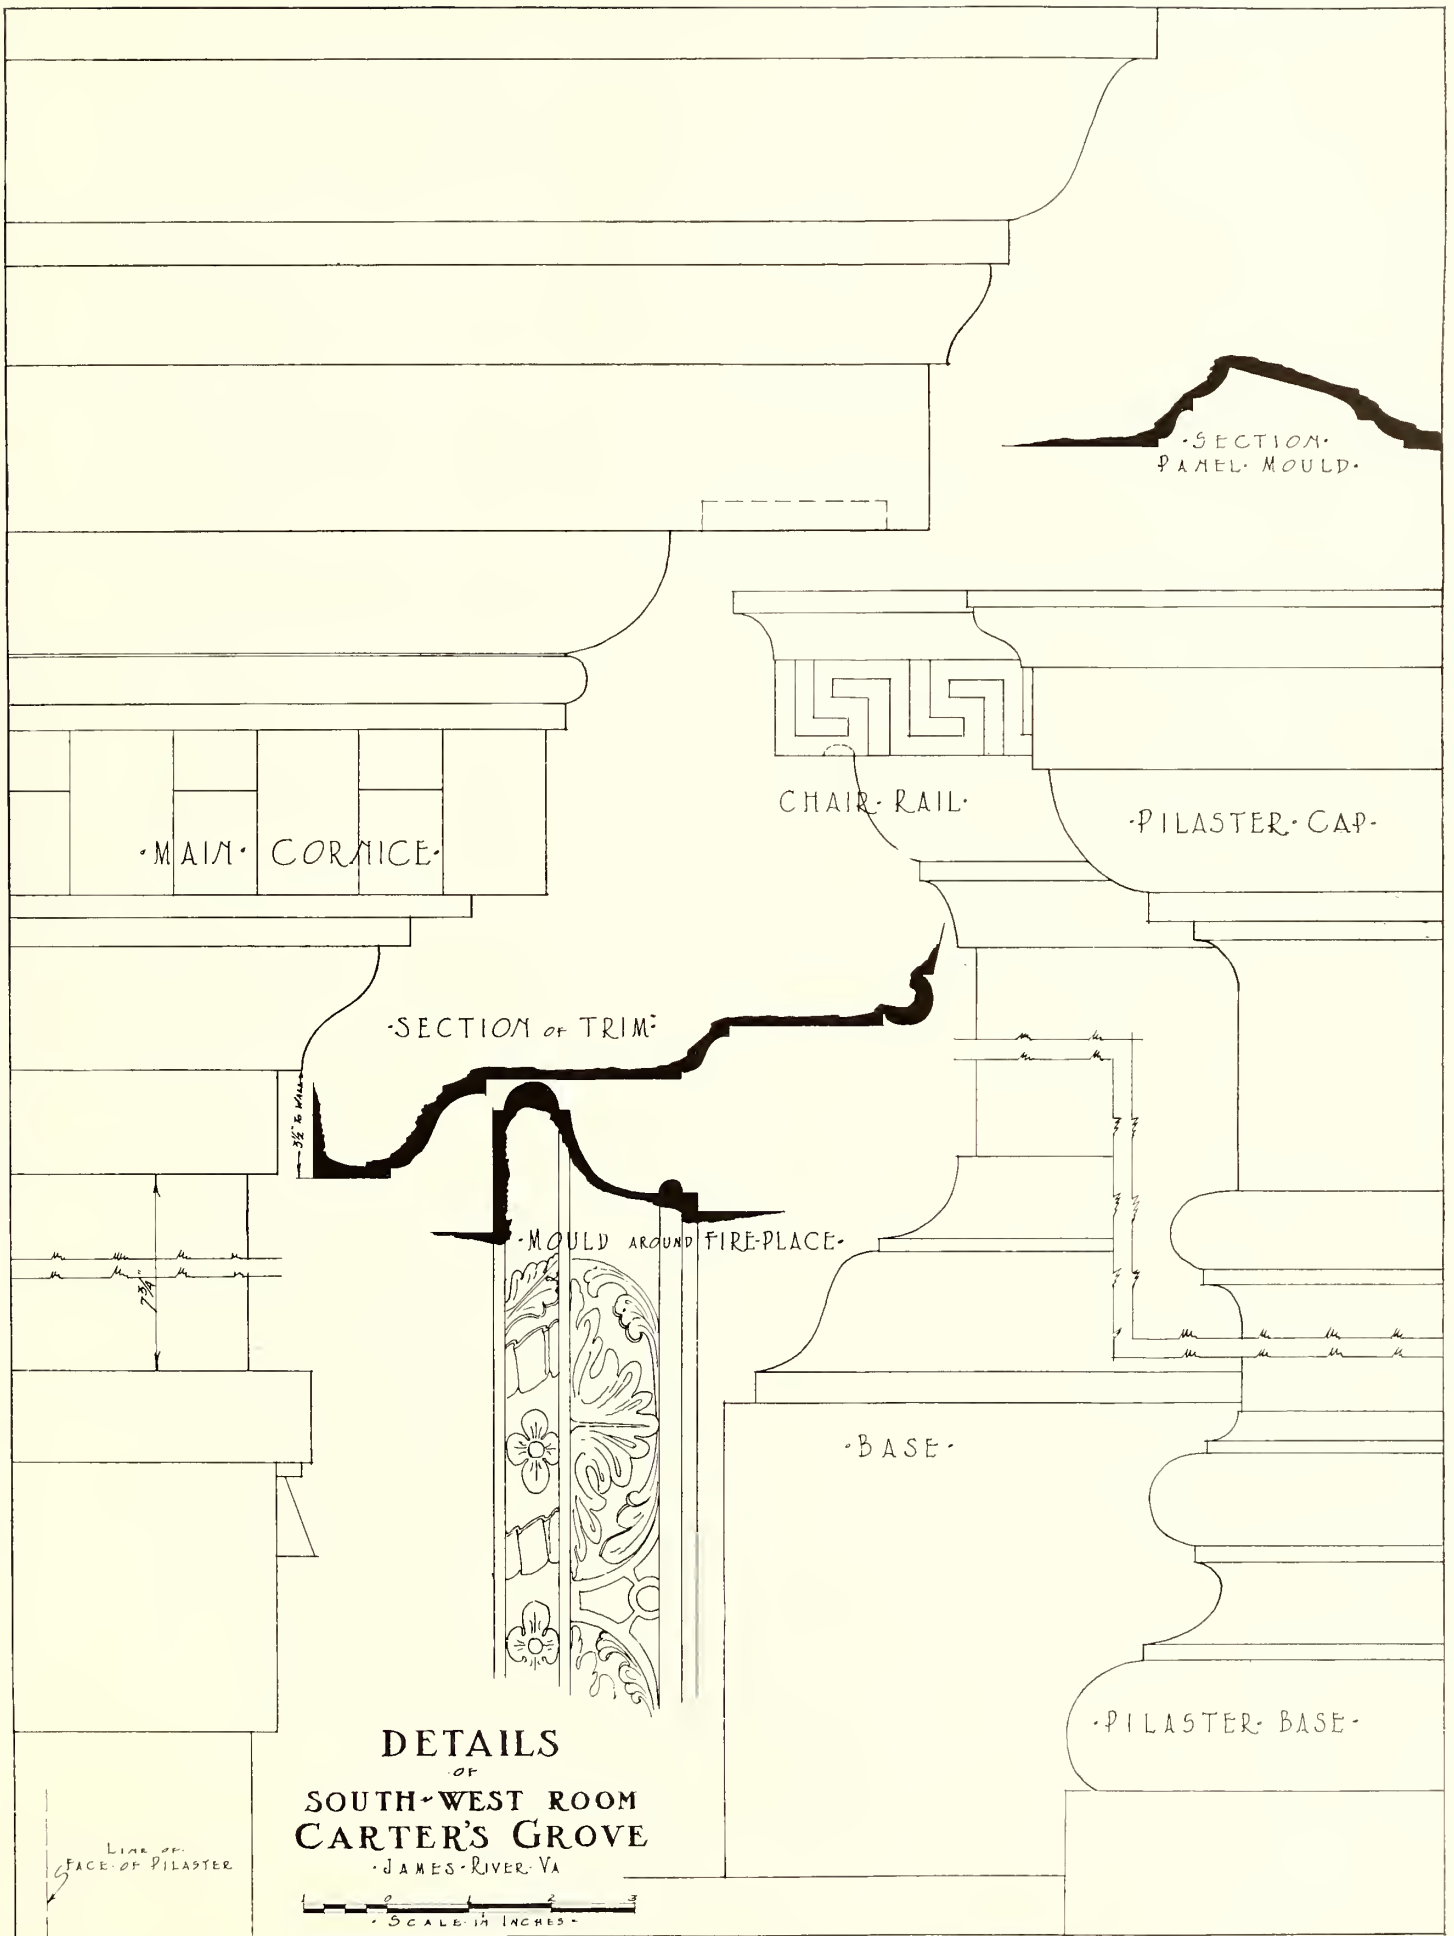 ·SECTION·
PANEL· MOULD·
CHAIR· RAIL·
·PILASTER· CAP·
·MAIN· CORNICE·
·SECTION OF TRIM·
3½" TO WALL
·MOULD AROUND FIRE-PLACE·
7¾"
·BASE·
·PILASTER· BASE·
DETAILS
·OF
SOUTH-WEST ROOM
CARTER'S GROVE
·JAMES·RIVER·VA
LINE OF·
FACE·OF PILASTER
1 0 1 2 3
·SCALE·IN INCHES·